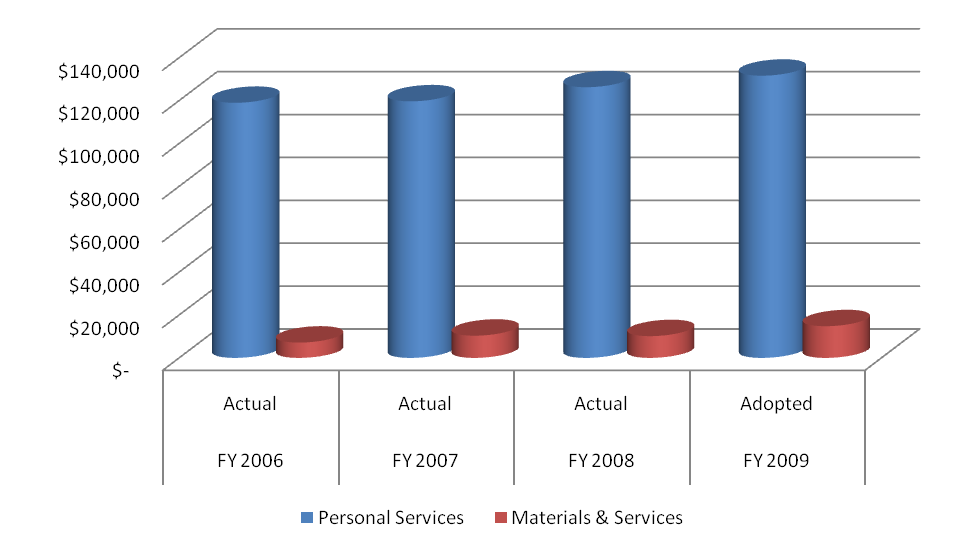 $140,000
$120,000
$100,000
$80,000
$60,000
$40,000
$20,000
$-
Actual Actual Actual Adopted
FY 2006 FY 2007 FY 2008 FY 2009
Personal Services Materials & Services